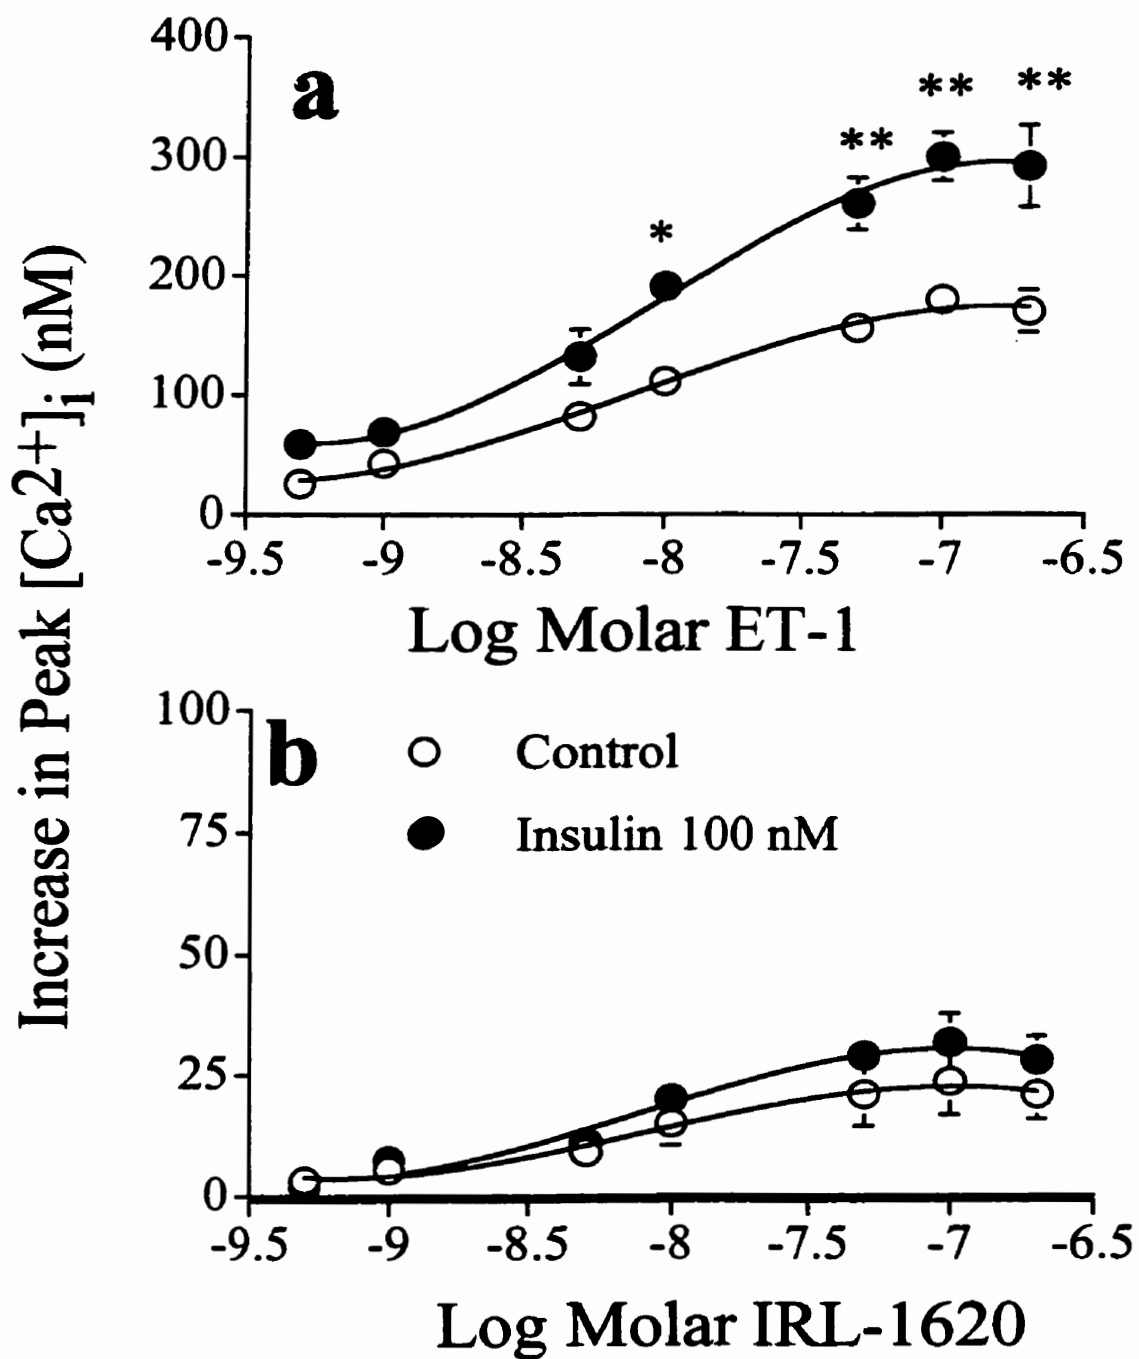 Increase in Peak [Ca2+]i (nM)
a
400
300
200
100
0
*
**
**
**
-9.5 -9 -8.5 -8 -7.5 -7 -6.5
Log Molar ET-1
b
100
75
50
25
0
Control
Insulin 100 nM
-9.5 -9 -8.5 -8 -7.5 -7 -6.5
Log Molar IRL-1620